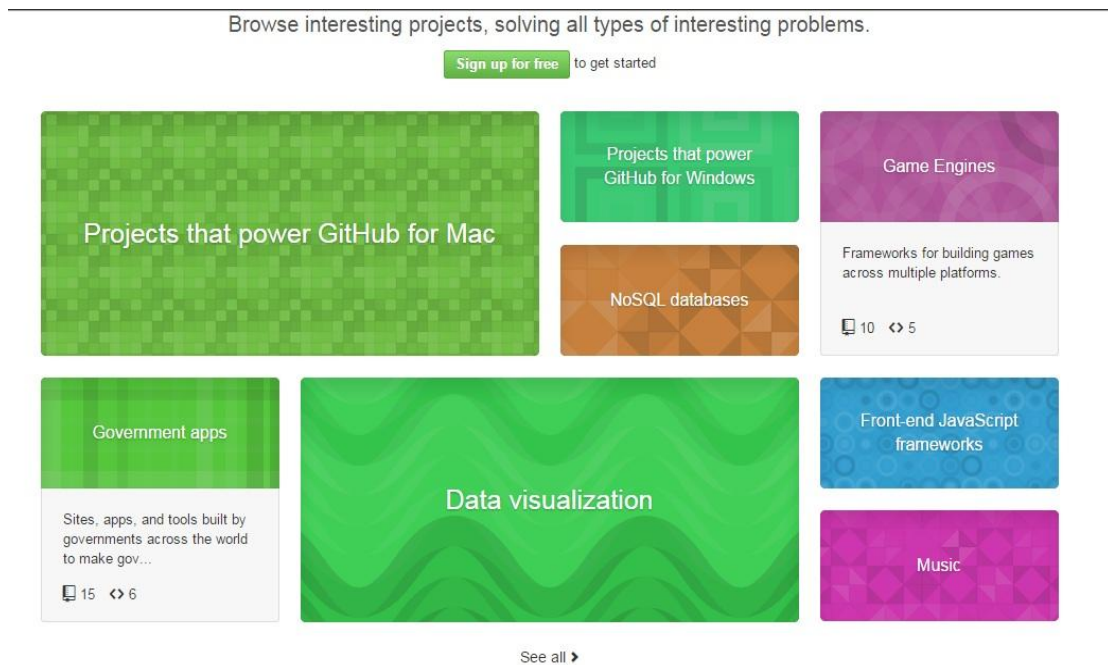 Browse interesting projects, solving all types of interesting problems.
Sign up for free to get started
Projects that power GitHub for Mac
Projects that power
GitHub for Windows
NoSQL databases
Game Engines
Frameworks for building games
across multiple platforms.
10 5
Government apps
Sites, apps, and tools built by
governments across the world
to make gov...
15 6
Data visualization
Front-end JavaScript
frameworks
Music
See all